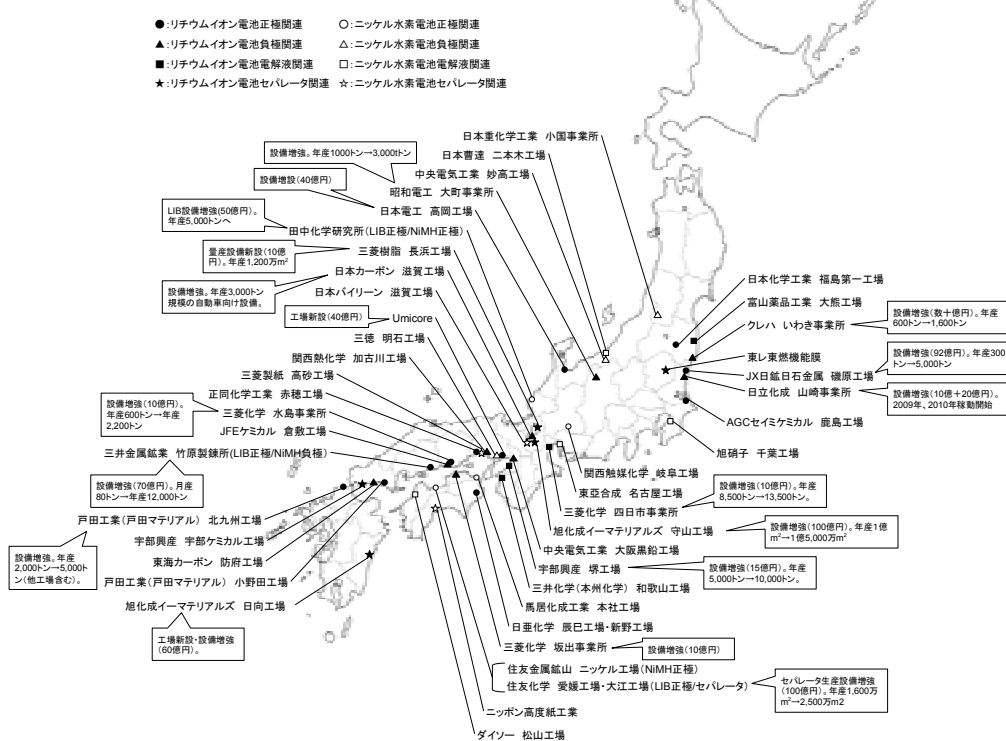 ●:リチウムイオン電池正極関連
○:ニッケル水素電池正極関連
▲:リチウムイオン電池負極関連
△:ニッケル水素電池負極関連
■:リチウムイオン電池電解液関連
□:ニッケル水素電池電解液関連
★:リチウムイオン電池セパレータ関連
☆:ニッケル水素電池セパレータ関連
日本重化学工業 小国事業所
日本曹達 二本木工場
設備増強。年産1000トン→3,000tトン
中央電気工業 妙高工場
昭和電工 大町事業所
設備増設(40億円)
日本電工 高岡工場
LIB設備増強(50億円)。
年産5,000トンへ
田中化学研究所(LIB正極/NiMH正極)
三菱樹脂 長浜工場
量産設備新設(10億
円)。年産1,200万m²
日本カーボン 滋賀工場
設備増強。年産3,000トン
規模の自動車向け設備。
日本バイリーン 滋賀工場
工場新設(40億円)
Umicore
三徳 明石工場
関西熱化学 加古川工場
三菱製紙 高砂工場
正同化学工業 赤穂工場
設備増強(10億円)。
年産600トン→年産
2,200トン
三菱化学 水島事業所
JFEケミカル 倉敷工場
三井金属鉱業 竹原製錬所(LIB正極/NiMH負極)
設備増強(70億円)。月産
80トン→年産12,000トン
戸田工業(戸田マテリアル) 北九州工場
宇部興産 宇部ケミカル工場
設備増強。年産
2,000トン→5,000ト
ン(他工場含む)。
東海カーボン 防府工場
戸田工業(戸田マテリアル) 小野田工場
旭化成イーマテリアルズ 日向工場
工場新設・設備増強
(60億円)。
日本化学工業 福島第一工場
富山薬品工業 大熊工場
クレハ いわき事業所
設備増強(数十億円)。年産
600トン→1,600トン
東レ東燃機能膜
JX日鉱日石金属 磯原工場
設備増強(92億円)。年産300
トン→5,000トン
日立化成 山崎事業所
設備増強(10億+20億円)。
2009年、2010年稼動開始
AGCセイミケミカル 鹿島工場
旭硝子 千葉工場
関西触媒化学 岐阜工場
東亞合成 名古屋工場
三菱化学 四日市事業所
設備増強(10億円)。年産
8,500トン→13,500トン。
旭化成イーマテリアルズ 守山工場
設備増強(100億円)。年産1億
m²→1億5,000万m²
中央電気工業 大阪黒鉛工場
宇部興産 堺工場
設備増強(15億円)。年産
5,000トン→10,000トン。
三井化学(本州化学) 和歌山工場
馬居化成工業 本社工場
日亜化学 辰巳工場・新野工場
三菱化学 坂出事業所
設備増強(10億円)
住友金属鉱山 ニッケル工場(NiMH正極)
住友化学 愛媛工場・大江工場(LIB正極/セパレータ)
セパレータ生産設備増強
(100億円)。年産1,600万
m²→2,500万m2
ニッポン高度紙工業
ダイソー 松山工場